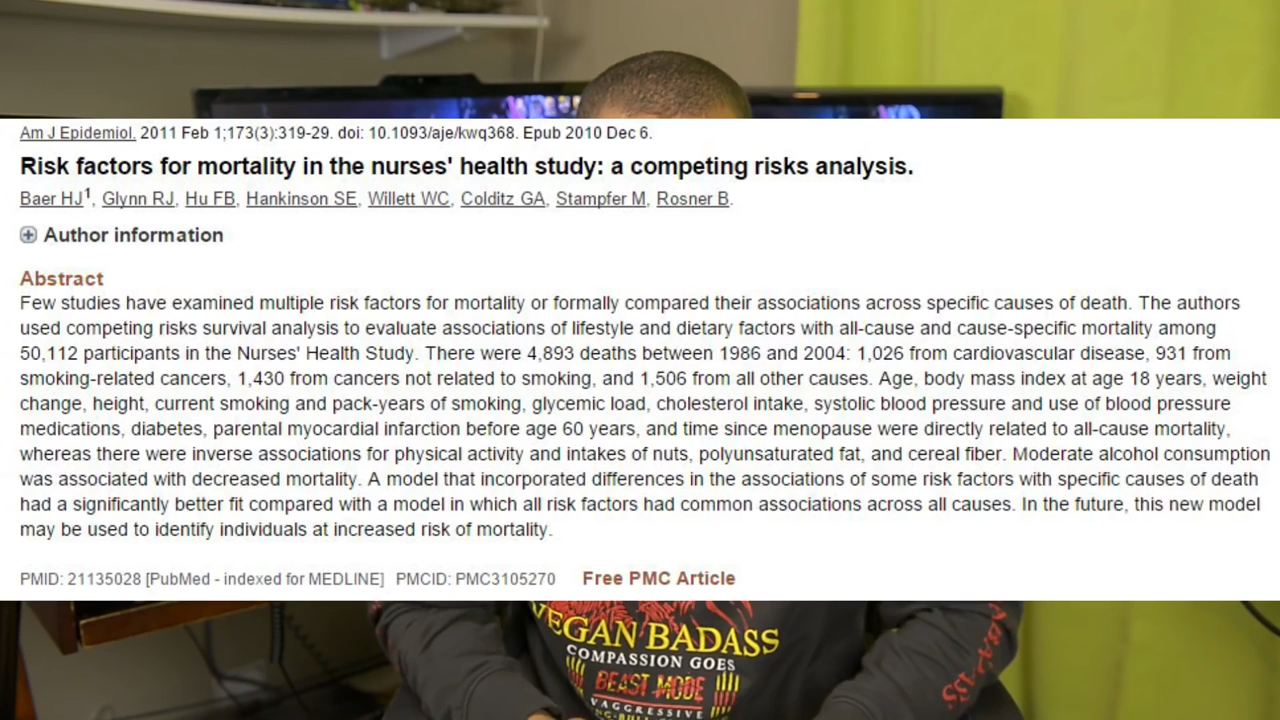 Am J Epidemiol. 2011 Feb 1;173(3):319-29. doi: 10.1093/aje/kwq368. Epub 2010 Dec 6.
Risk factors for mortality in the nurses' health study: a competing risks analysis.
Baer HJ1, Glynn RJ, Hu FB, Hankinson SE, Willett WC, Colditz GA, Stampfer M, Rosner B.
Author information
Abstract
Few studies have examined multiple risk factors for mortality or formally compared their associations across specific causes of death. The authors
used competing risks survival analysis to evaluate associations of lifestyle and dietary factors with all-cause and cause-specific mortality among
50,112 participants in the Nurses' Health Study. There were 4,893 deaths between 1986 and 2004: 1,026 from cardiovascular disease, 931 from
smoking-related cancers, 1,430 from cancers not related to smoking, and 1,506 from all other causes. Age, body mass index at age 18 years, weight
change, height, current smoking and pack-years of smoking, glycemic load, cholesterol intake, systolic blood pressure and use of blood pressure
medications, diabetes, parental myocardial infarction before age 60 years, and time since menopause were directly related to all-cause mortality,
whereas there were inverse associations for physical activity and intakes of nuts, polyunsaturated fat, and cereal fiber. Moderate alcohol consumption
was associated with decreased mortality. A model that incorporated differences in the associations of some risk factors with specific causes of death
had a significantly better fit compared with a model in which all risk factors had common associations across all causes. In the future, this new model
may be used to identify individuals at increased risk of mortality.
PMID: 21135028 [PubMed - indexed for MEDLINE] PMCID: PMC3105270 Free PMC Article
VEGAN BADASS
COMPASSION GOES
BEAST MODE
VAGGRESSIVE